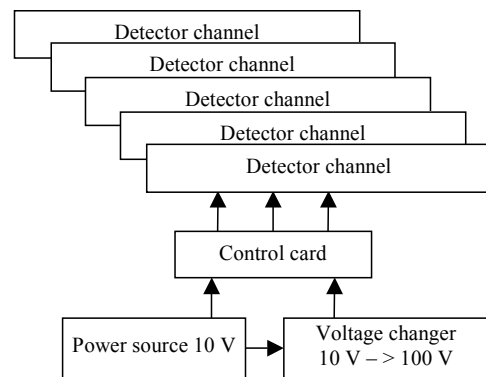 Detector channel
Detector channel
Detector channel
Detector channel
Detector channel
Control card
Power source 10 V
Voltage changer
10 V – > 100 V